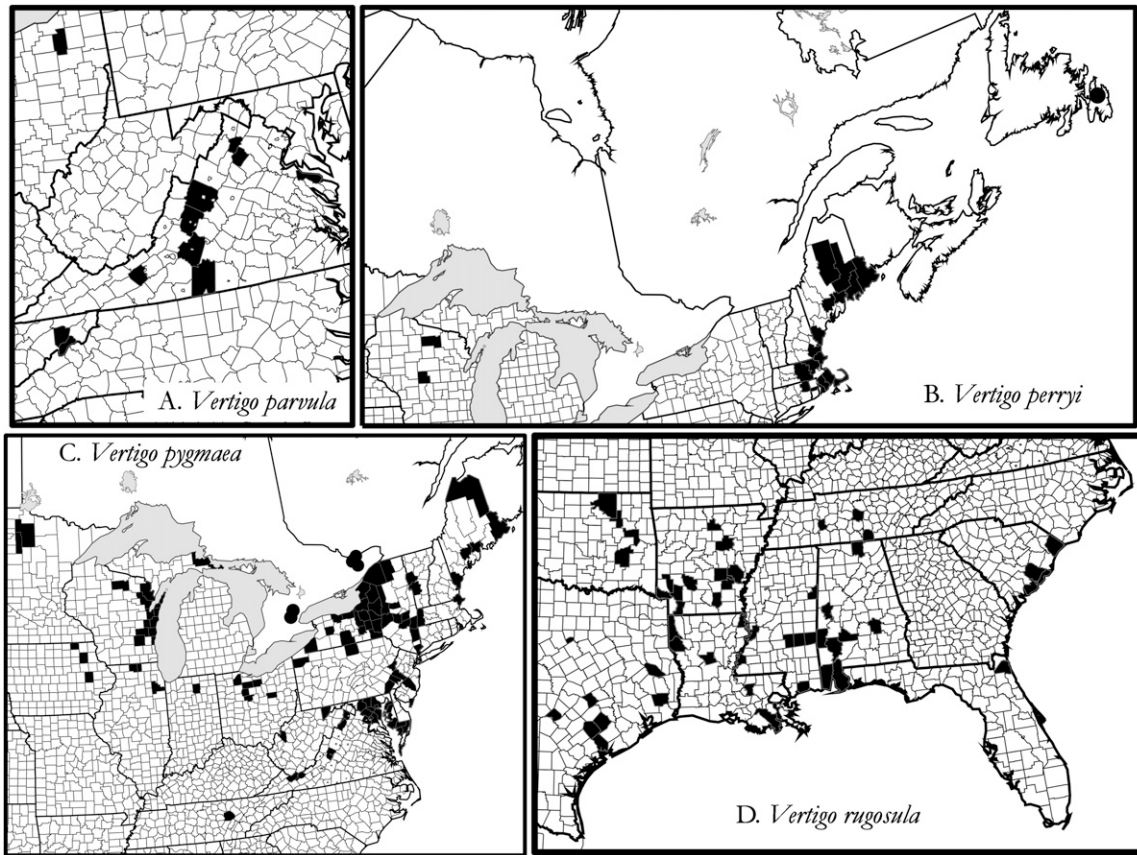 A. Vertigo parvula
B. Vertigo perryi
C. Vertigo pygmaea
D. Vertigo rugosula